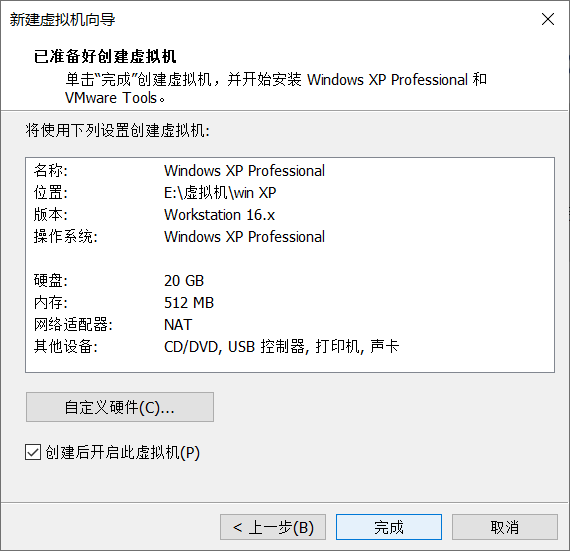 新建虚拟机向导
已准备好创建虚拟机
单击“完成”创建虚拟机，并开始安装 Windows XP Professional 和
VMware Tools。
将使用下列设置创建虚拟机:
名称: Windows XP Professional
位置: E:\虚拟机\win XP
版本: Workstation 16.x
操作系统: Windows XP Professional
硬盘: 20 GB
内存: 512 MB
网络适配器: NAT
其他设备: CD/DVD, USB 控制器, 打印机, 声卡
自定义硬件(C)...
创建后开启此虚拟机(P)
< 上一步(B) 完成 取消